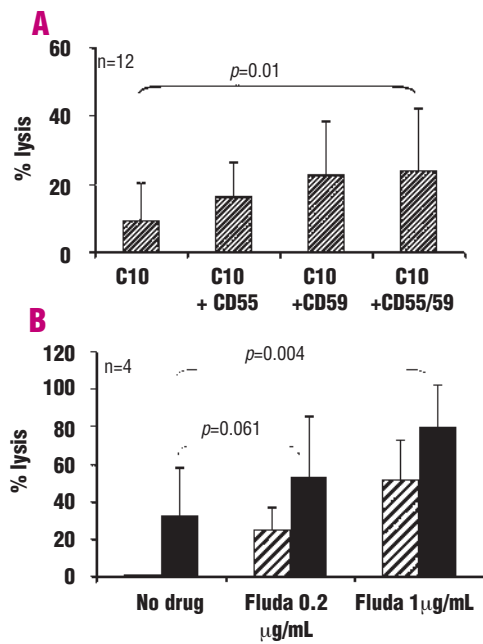 A
60
40
20
0
% lysis
n=12
p=0.01
C10
C10
+ CD55
C10
+CD59
C10
+CD55/59
B
120
100
80
60
40
20
0
% lysis
n=4
p=0.004
p=0.061
No drug
Fluda 0.2
µg/mL
Fluda 1µg/mL